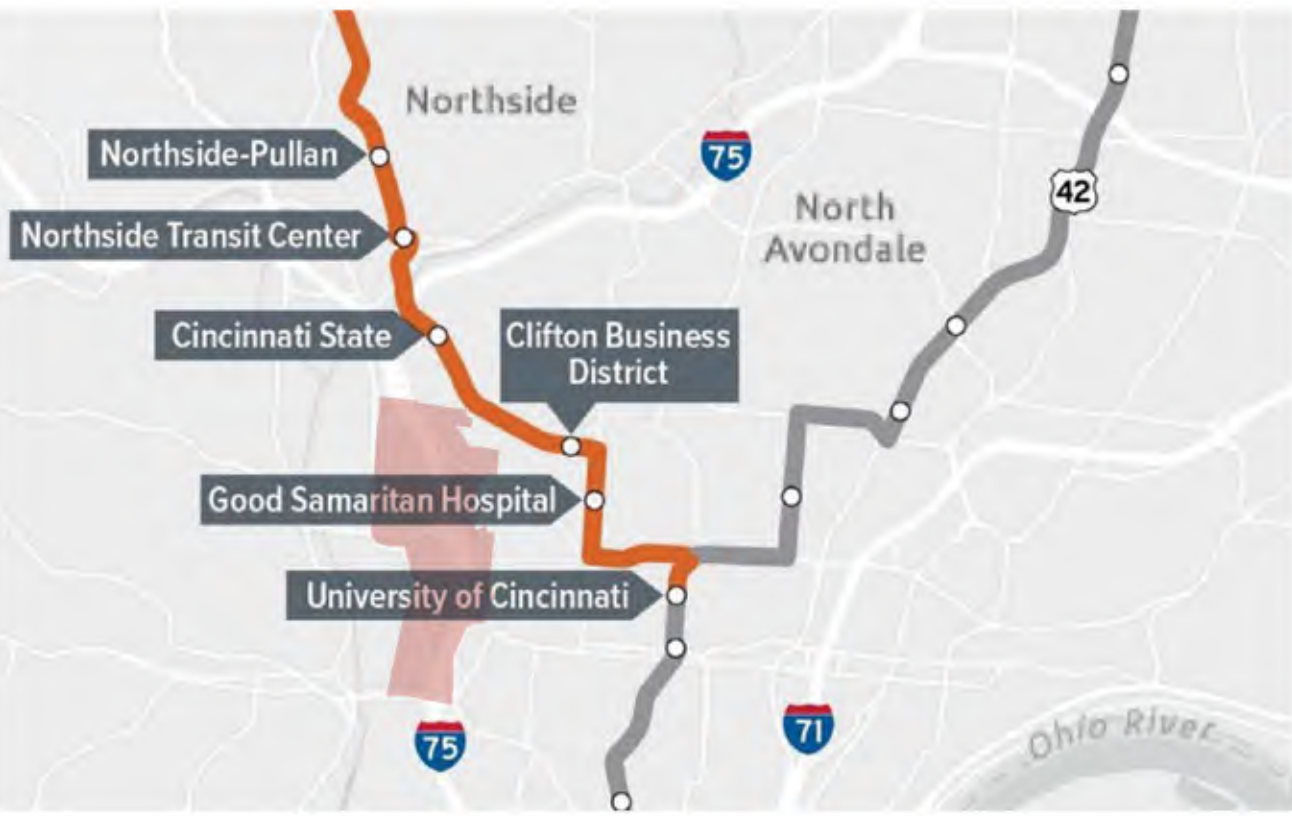 Northside
Northside-Pullan
75
42
North
Avondale
Northside Transit Center
Cincinnati State
Clifton Business
District
Good Samaritan Hospital
University of Cincinnati
75
71
Ohio River